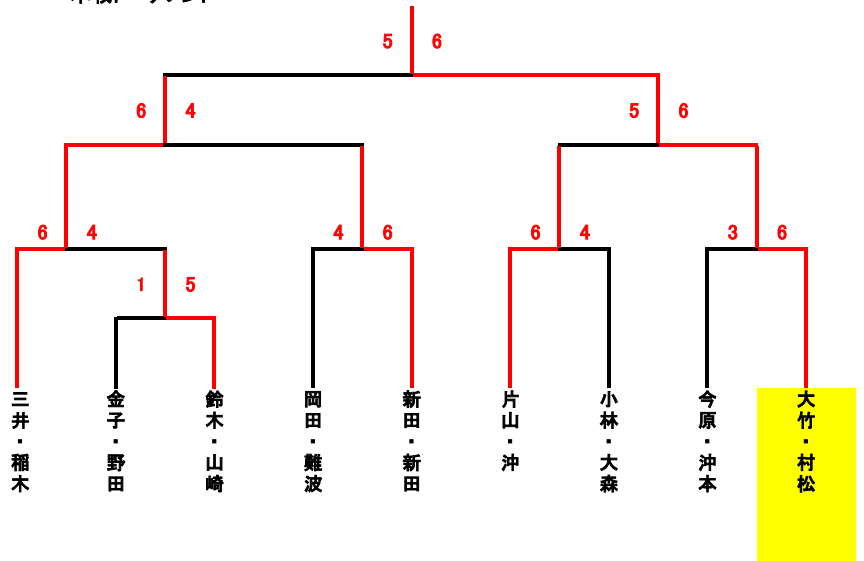 5 6
6 4
5 6
6 4
4 6
6 4
3 6
1 5
三井・稲木
金子・野田
鈴木・山崎
岡田・難波
新田・新田
片山・沖
小林・大森
今原・沖本
大竹・村松